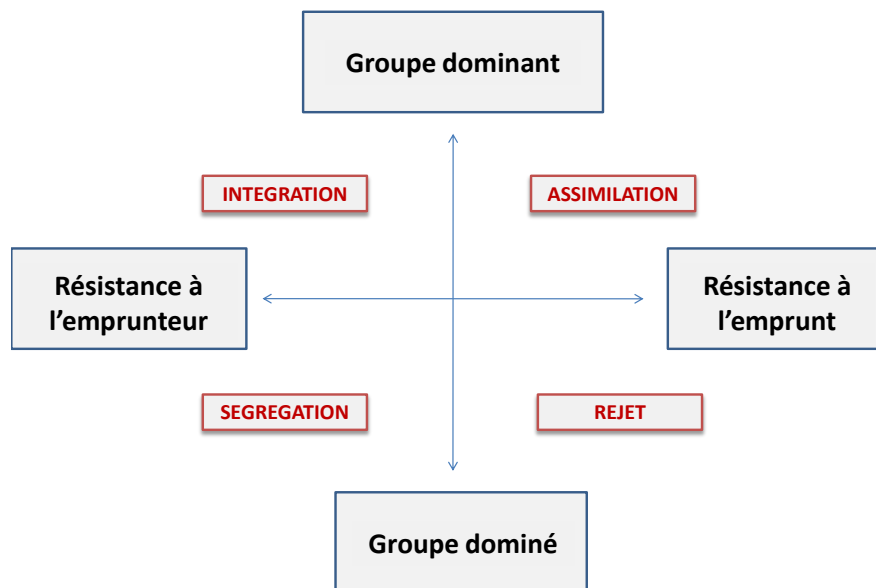 Groupe dominant
INTEGRATION
ASSIMILATION
Résistance à
l’emprunteur
Résistance à
l’emprunt
SEGREGATION
REJET
Groupe dominé